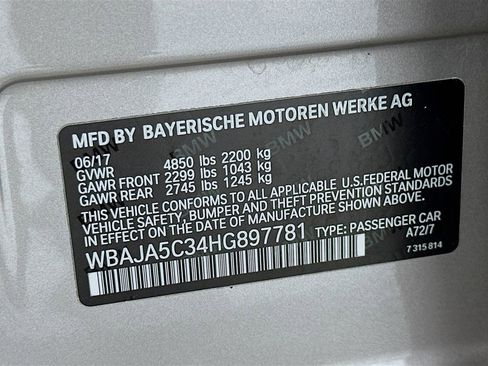 MFD BY BAYERISCHE MOTOREN WERKE AG
06/17 4850 lbs 2200 kg
GVWR
GAWR FRONT 2299 lbs 1043 kg
GAWR REAR 2745 lbs 1245 kg
THIS VEHICLE CONFORMS TO ALL APPLICABLE U.S.FEDERAL MOTOR
VEHICLE SAFETY, BUMPER AND THEFT PREVENTION STANDARDS
IN EFFECT ON THE DATE OF MANUFACTURE SHOWN ABOVE.
WBAJA5C34HG897781 TYPE: PASSENGER CAR
A72/7
7 315 814
BMW
BMW
BMW